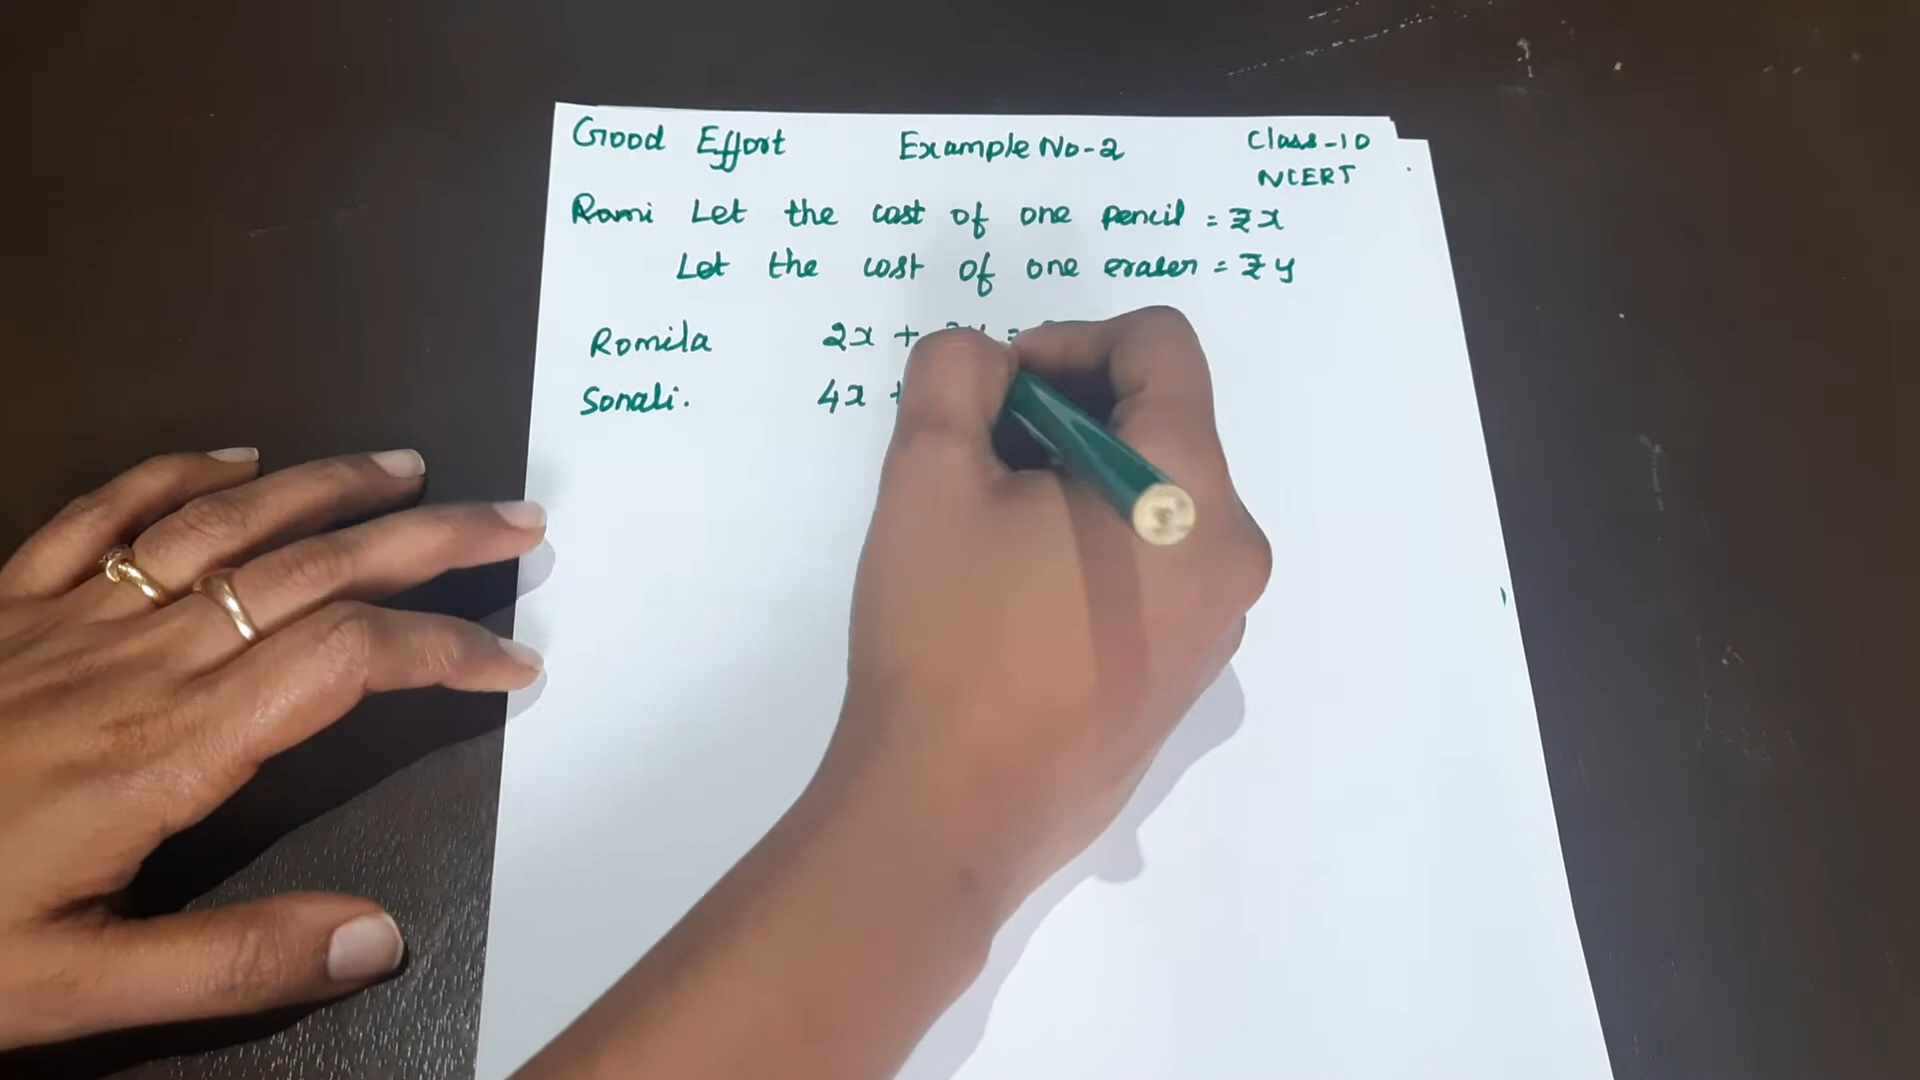 Good Effort Example No-2 Class-10
NCERT
Romi Let the cost of one pencil = ₹x
Let the cost of one eraser = ₹y
Romila 2x +
Sonali. 4x +